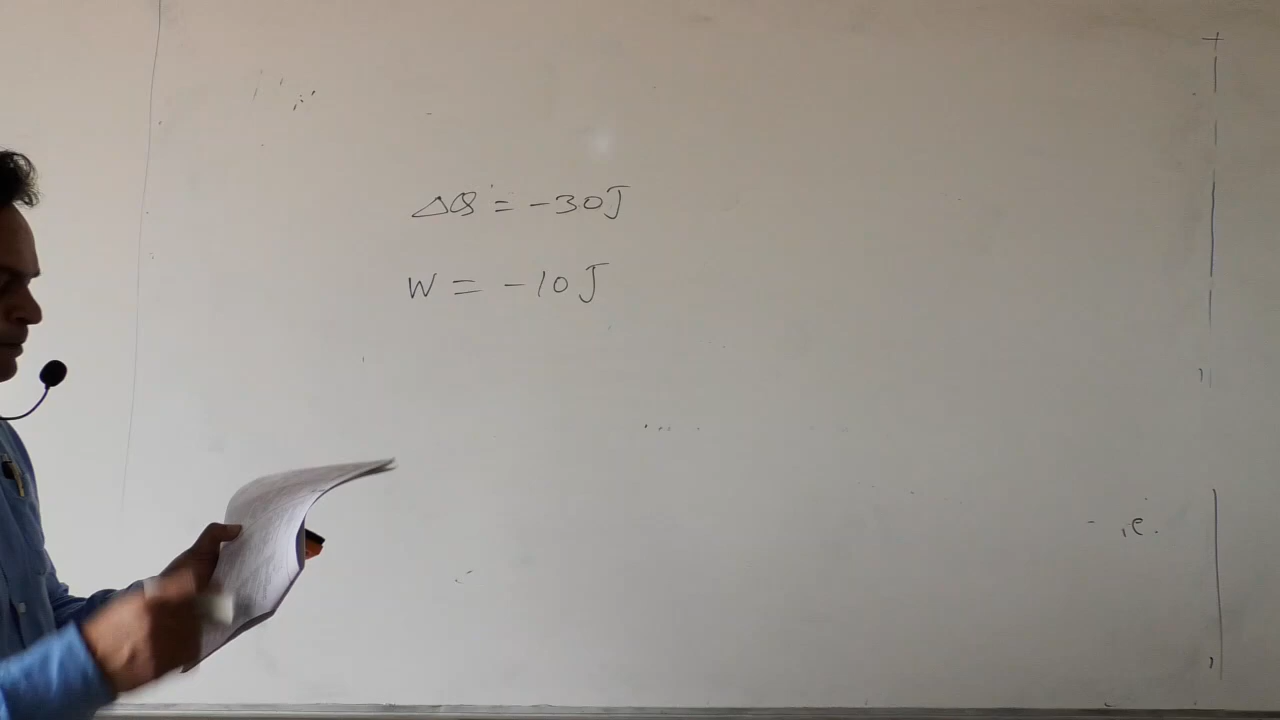 ΔQ = -30J
W = -10J